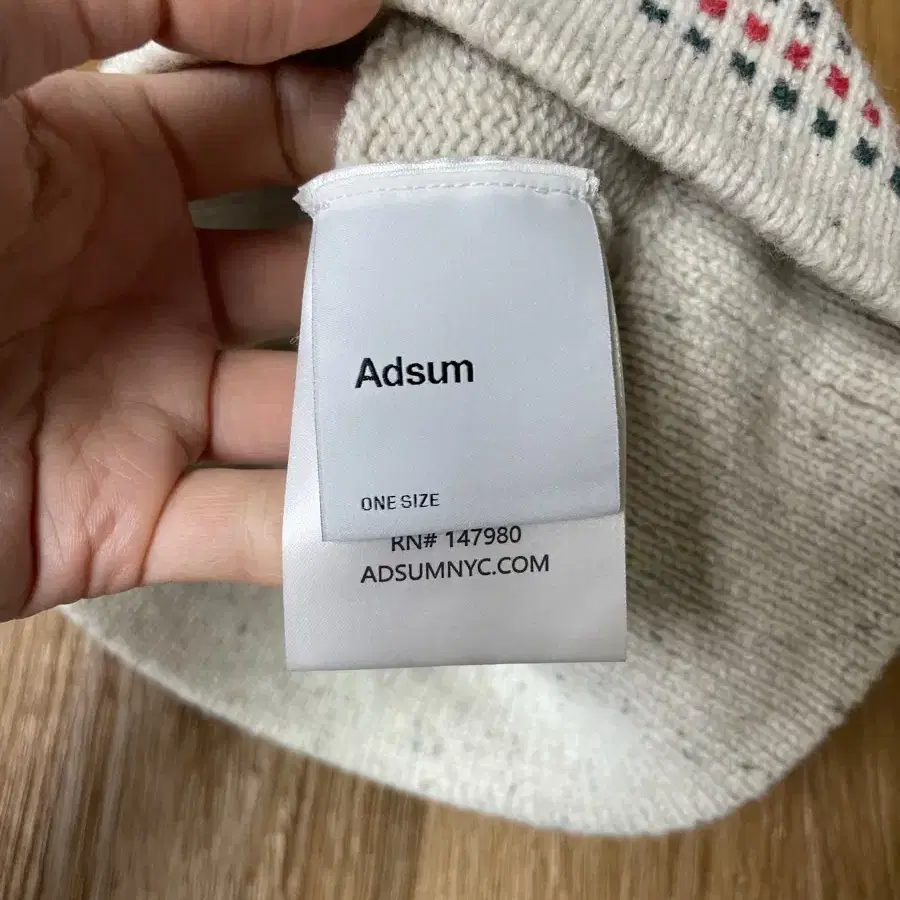 Adsum
ONE SIZE
RN# 147980
ADSUMNYC.COM